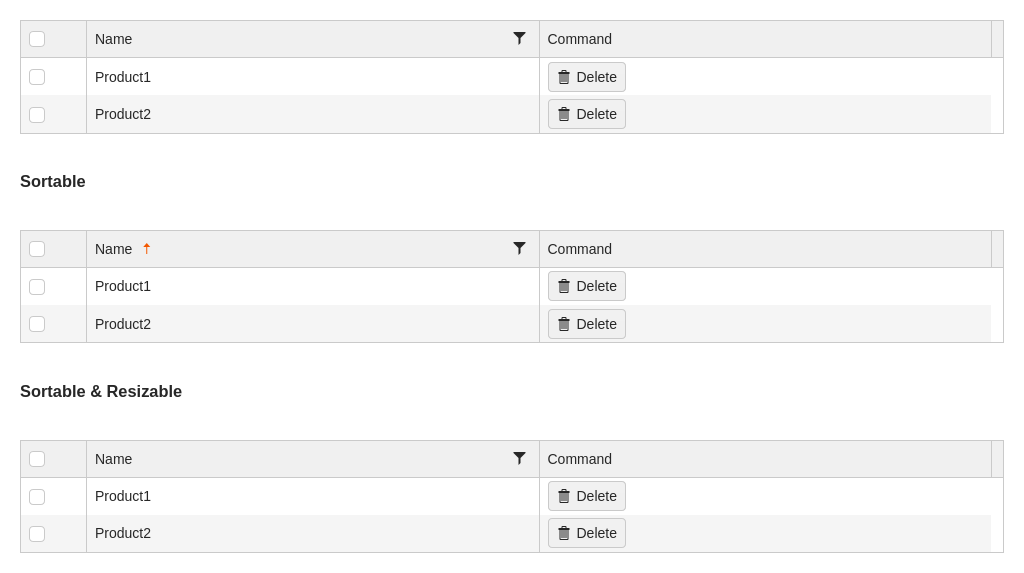 Name Command
Product1 Delete
Product2 Delete
Sortable
Name Command
Product1 Delete
Product2 Delete
Sortable & Resizable
Name Command
Product1 Delete
Product2 Delete